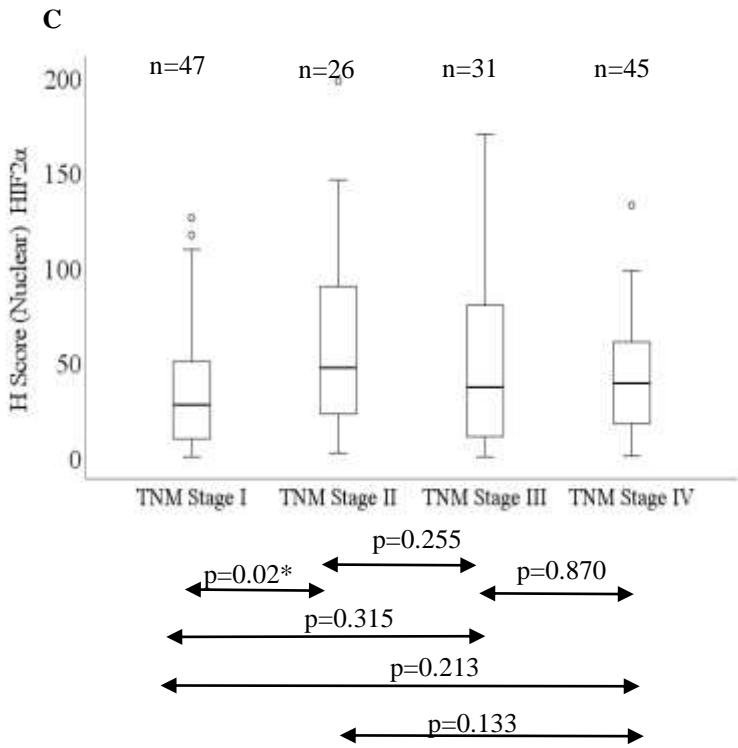 C
n=47 n=26 n=31 n=45
H Score (Nuclear) HIF2α
200
150
100
50
0
TNM Stage I TNM Stage II TNM Stage III TNM Stage IV
p=0.255
p=0.02* p=0.870
p=0.315
p=0.213
p=0.133